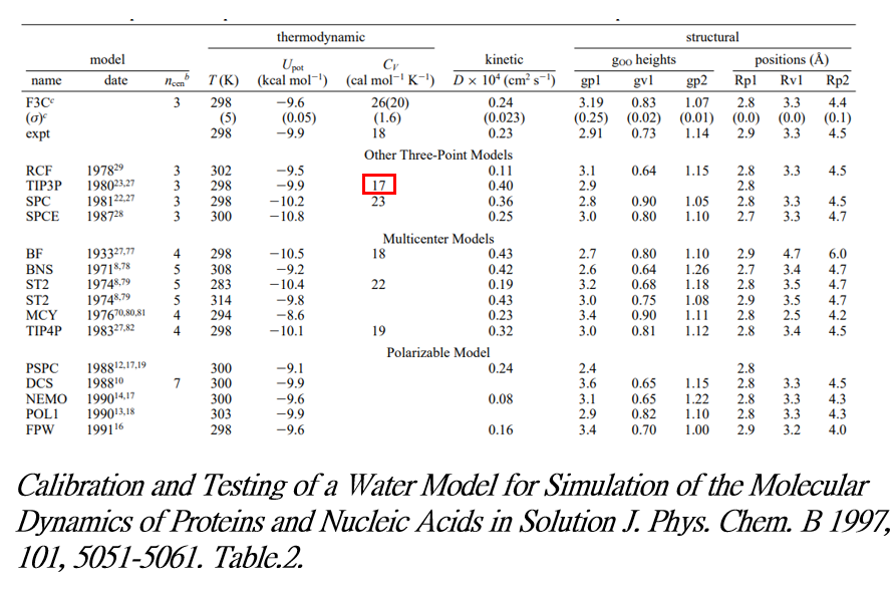 thermodynamic structural
model U_pot C_V kinetic g_OO heights positions (Å)
name date n_cen^b T (K) (kcal mol⁻¹) (cal mol⁻¹ K⁻¹) D × 10⁴ (cm² s⁻¹) gp1 gv1 gp2 Rp1 Rv1 Rp2
F3C^c 3 298 −9.6 26(20) 0.24 3.19 0.83 1.07 2.8 3.3 4.4
(σ)^c (5) (0.05) (1.6) (0.023) (0.25) (0.02) (0.01) (0.0) (0.0) (0.1)
expt 298 −9.9 18 0.23 2.91 0.73 1.14 2.9 3.3 4.5
Other Three-Point Models
RCF 1978^29 3 302 −9.5 0.11 3.1 0.64 1.15 2.8 3.3 4.5
TIP3P 1980^23,27 3 298 −9.9 17 0.40 2.9 2.8
SPC 1981^22,27 3 298 −10.2 23 0.36 2.8 0.90 1.05 2.8 3.3 4.5
SPCE 1987^28 3 300 −10.8 0.25 3.0 0.80 1.10 2.7 3.3 4.7
Multicenter Models
BF 1933^27,77 4 298 −10.5 18 0.43 2.7 0.80 1.10 2.9 4.7 6.0
BNS 1971^8,78 5 308 −9.2 0.42 2.6 0.64 1.26 2.7 3.4 4.7
ST2 1974^8,79 5 283 −10.4 22 0.19 3.2 0.68 1.18 2.8 3.5 4.7
ST2 1974^8,79 5 314 −9.8 0.43 3.0 0.75 1.08 2.9 3.5 4.7
MCY 1976^70,80,81 4 294 −8.6 0.23 3.4 0.90 1.11 2.8 2.5 4.2
TIP4P 1983^27,82 4 298 −10.1 19 0.32 3.0 0.81 1.12 2.8 3.4 4.5
Polarizable Model
PSPC 1988^12,17,19 300 −9.1 0.24 2.4 2.8
DCS 1988^10 7 300 −9.9 3.6 0.65 1.15 2.8 3.3 4.5
NEMO 1990^14,17 300 −9.6 0.08 3.1 0.65 1.22 2.8 3.3 4.3
POL1 1990^13,18 303 −9.9 2.9 0.82 1.10 2.8 3.3 4.3
FPW 1991^16 298 −9.6 0.16 3.4 0.70 1.00 2.9 3.2 4.0
Calibration and Testing of a Water Model for Simulation of the Molecular
Dynamics of Proteins and Nucleic Acids in Solution J. Phys. Chem. B 1997,
101, 5051-5061. Table.2.